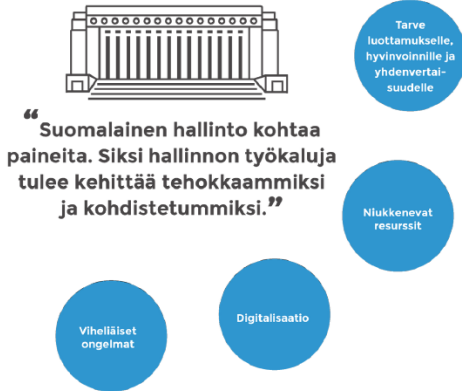 “Suomalainen hallinto kohtaa
paineita. Siksi hallinnon työkaluja
tulee kehittää tehokkaammiksi
ja kohdistetummiksi.”
Tarve
luottamukselle,
hyvinvoinnille ja
yhdenvertai-
suudelle
Niukkenevat
resurssit
Digitalisaatio
Viheliäiset
ongelmat